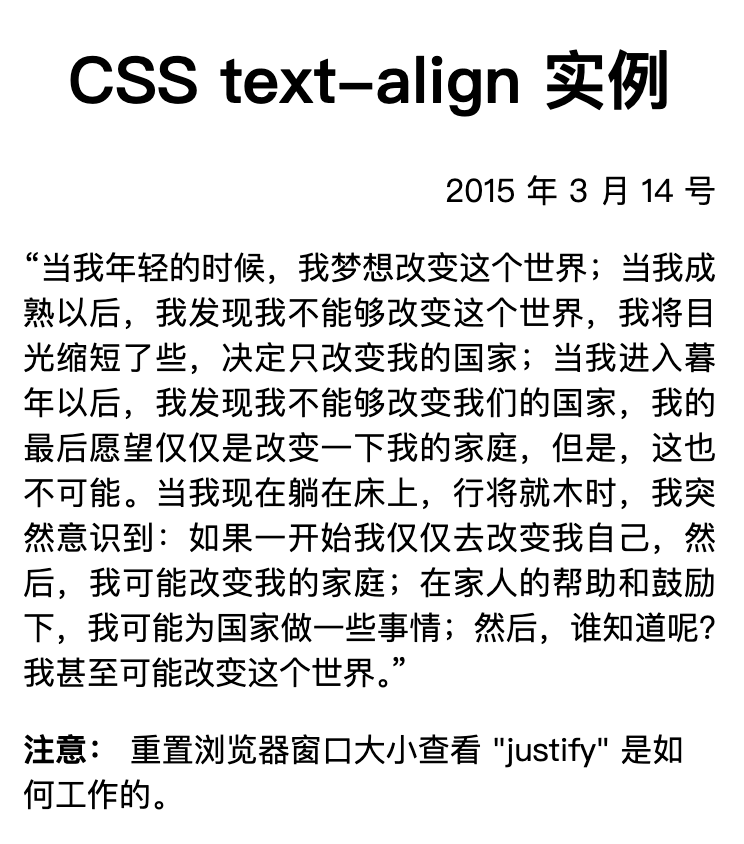 CSS text-align 实例
2015 年 3 月 14 号
“当我年轻的时候，我梦想改变这个世界；当我成
熟以后，我发现我不能够改变这个世界，我将目
光缩短了些，决定只改变我的国家；当我进入暮
年以后，我发现我不能够改变我们的国家，我的
最后愿望仅仅是改变一下我的家庭，但是，这也
不可能。当我现在躺在床上，行将就木时，我突
然意识到：如果一开始我仅仅去改变我自己，然
后，我可能改变我的家庭；在家人的帮助和鼓励
下，我可能为国家做一些事情；然后，谁知道呢?
我甚至可能改变这个世界。”
注意： 重置浏览器窗口大小查看 "justify" 是如
何工作的。